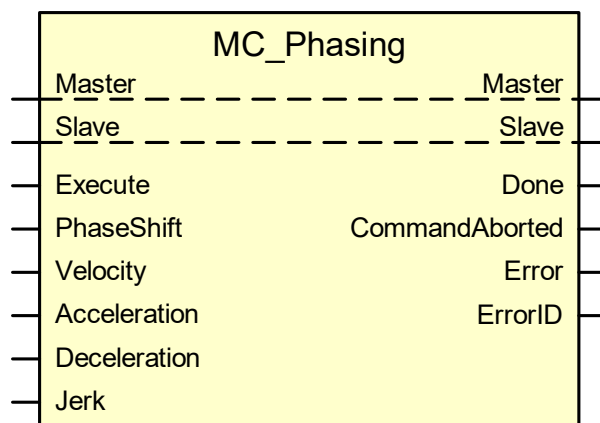 MC_Phasing
Master Master
Slave Slave
Execute Done
PhaseShift CommandAborted
Velocity Error
Acceleration ErrorID
Deceleration
Jerk